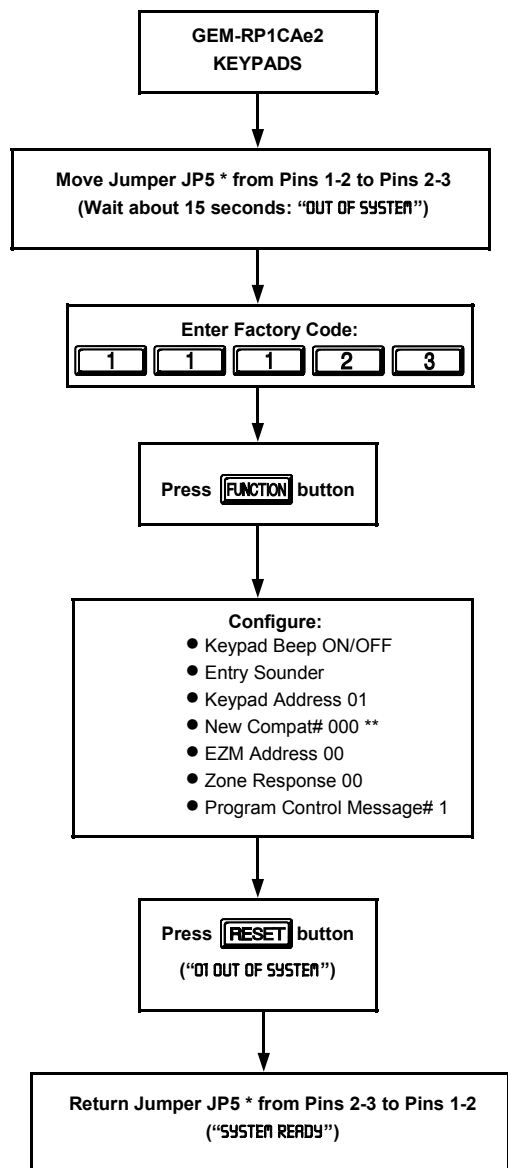 GEM-RP1CAe2
KEYPADS
Move Jumper JP5 * from Pins 1-2 to Pins 2-3
(Wait about 15 seconds: “OUT OF SYSTEM”)
Enter Factory Code:
1 1 1 2 3
Press FUNCTION button
Configure:
● Keypad Beep ON/OFF
● Entry Sounder
● Keypad Address 01
● New Compat# 000 **
● EZM Address 00
● Zone Response 00
● Program Control Message# 1
Press RESET button
(“01 OUT OF SYSTEM”)
Return Jumper JP5 * from Pins 2-3 to Pins 1-2
(“SYSTEM READY”)